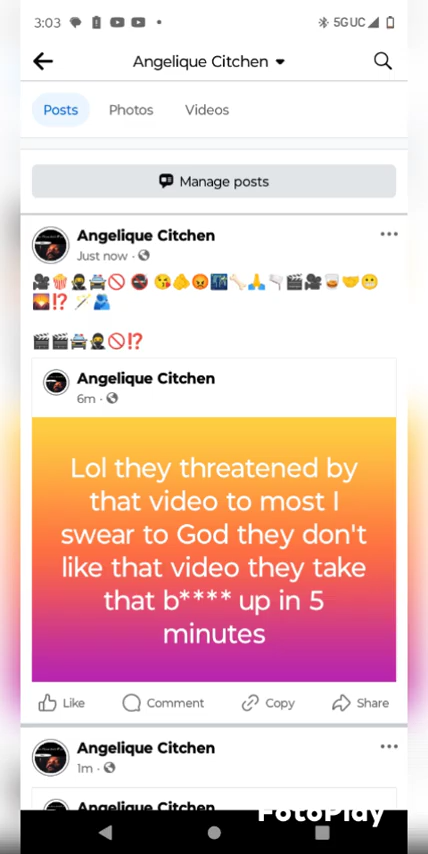 3:03
5GUC
Angelique Citchen
Posts Photos Videos
Manage posts
Angelique Citchen
Just now ·
🎥🍿🥷🚔🚫 🚭 😘🫵😡🌃🦴🙏🪓🎬🎥🥃🤝😬
🌄⁉️ 🪄🫂
🎬🎬🚔🥷🚫⁉️
Angelique Citchen
6m ·
Lol they threatened by
that video to most I
swear to God they don't
like that video they take
that b**** up in 5
minutes
Like Comment Copy Share
Angelique Citchen
1m ·
Angelique Citchen
FotoPlay